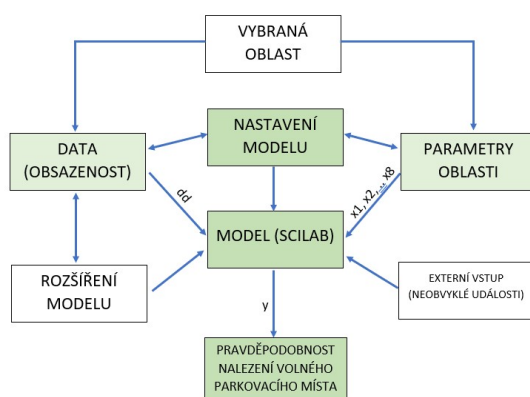 VYBRANÁ
OBLAST
DATA
(OBSAZENOST)
NASTAVENÍ
MODELU
PARAMETRY
OBLASTI
dd
x1, x2,.., x8
MODEL (SCILAB)
ROZŠÍŘENÍ
MODELU
EXTERNÍ VSTUP
(NEOBVYKLÉ UDÁLOSTI)
y
PRAVDĚPODOBNOST
NALEZENÍ VOLNÉHO
PARKOVACÍHO MÍSTA